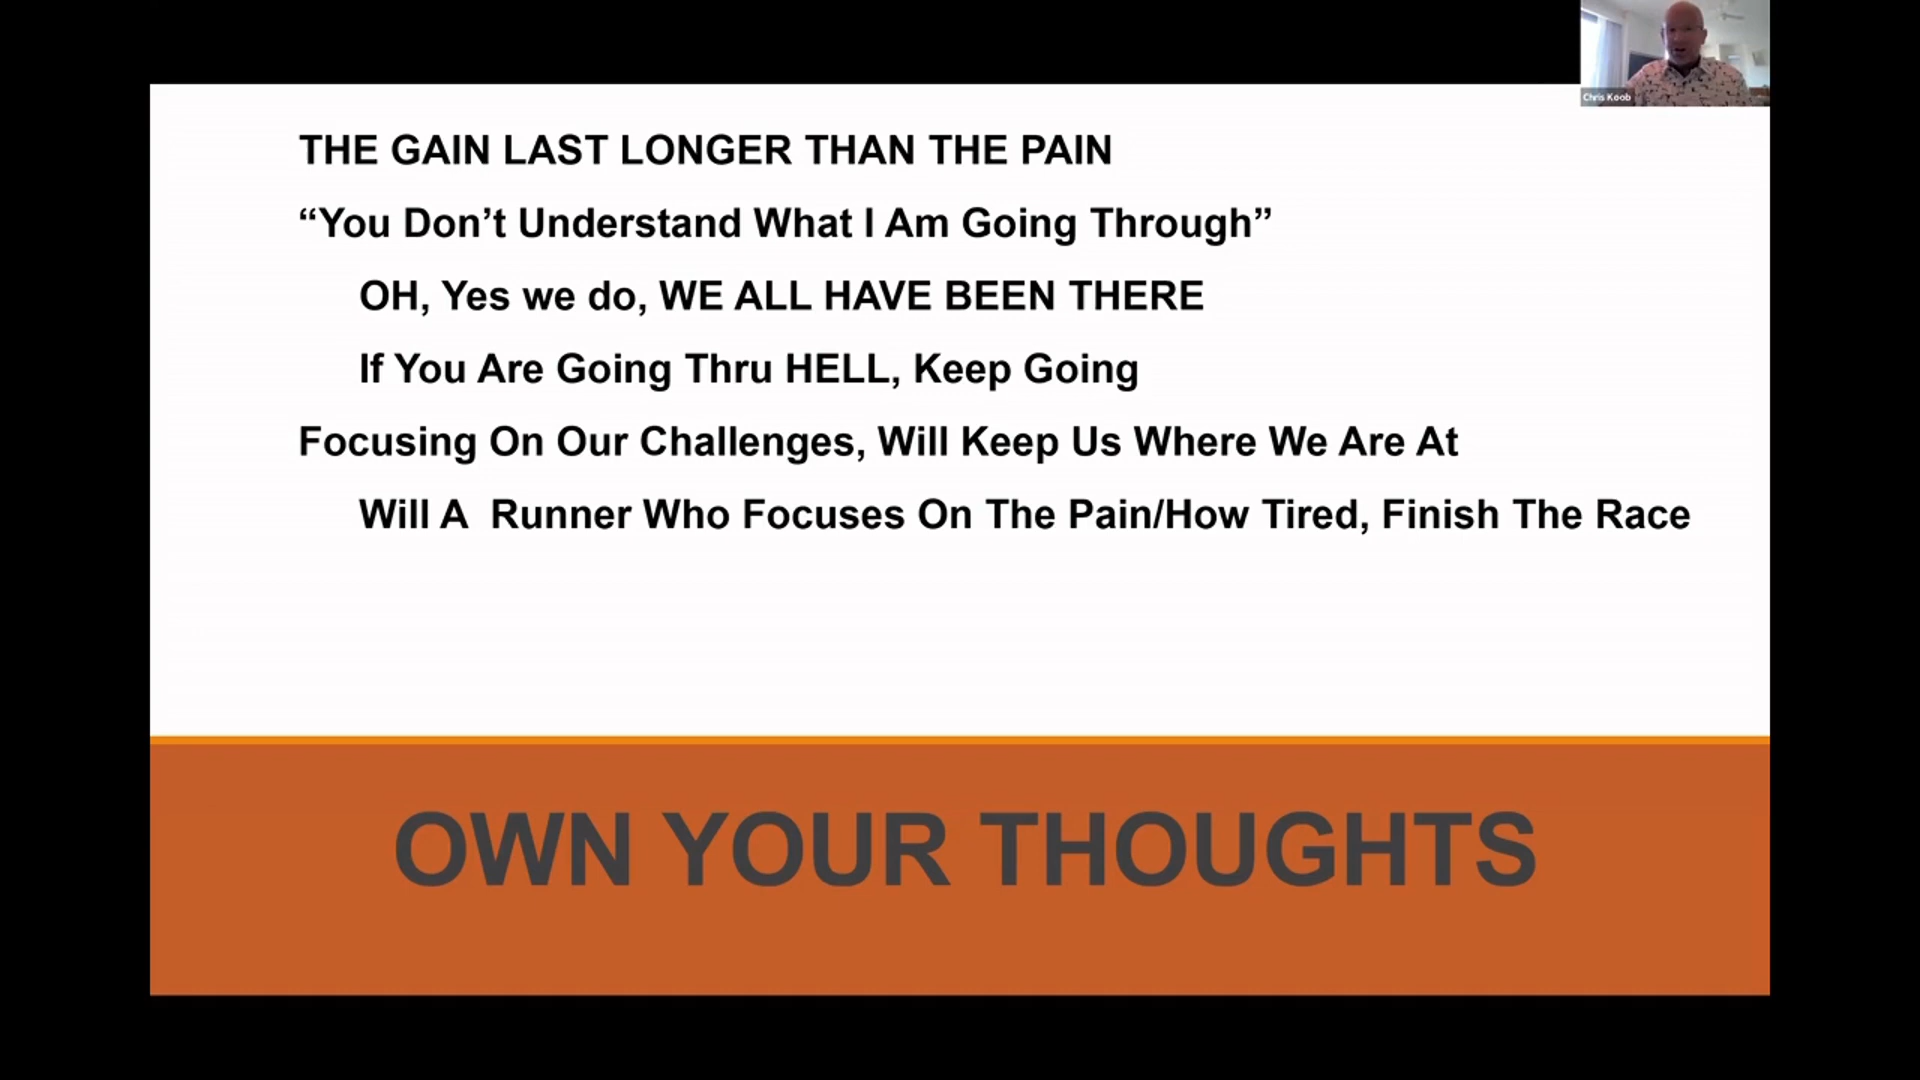 Chris Koob
THE GAIN LAST LONGER THAN THE PAIN
“You Don’t Understand What I Am Going Through”
OH, Yes we do, WE ALL HAVE BEEN THERE
If You Are Going Thru HELL, Keep Going
Focusing On Our Challenges, Will Keep Us Where We Are At
Will A  Runner Who Focuses On The Pain/How Tired, Finish The Race
OWN YOUR THOUGHTS